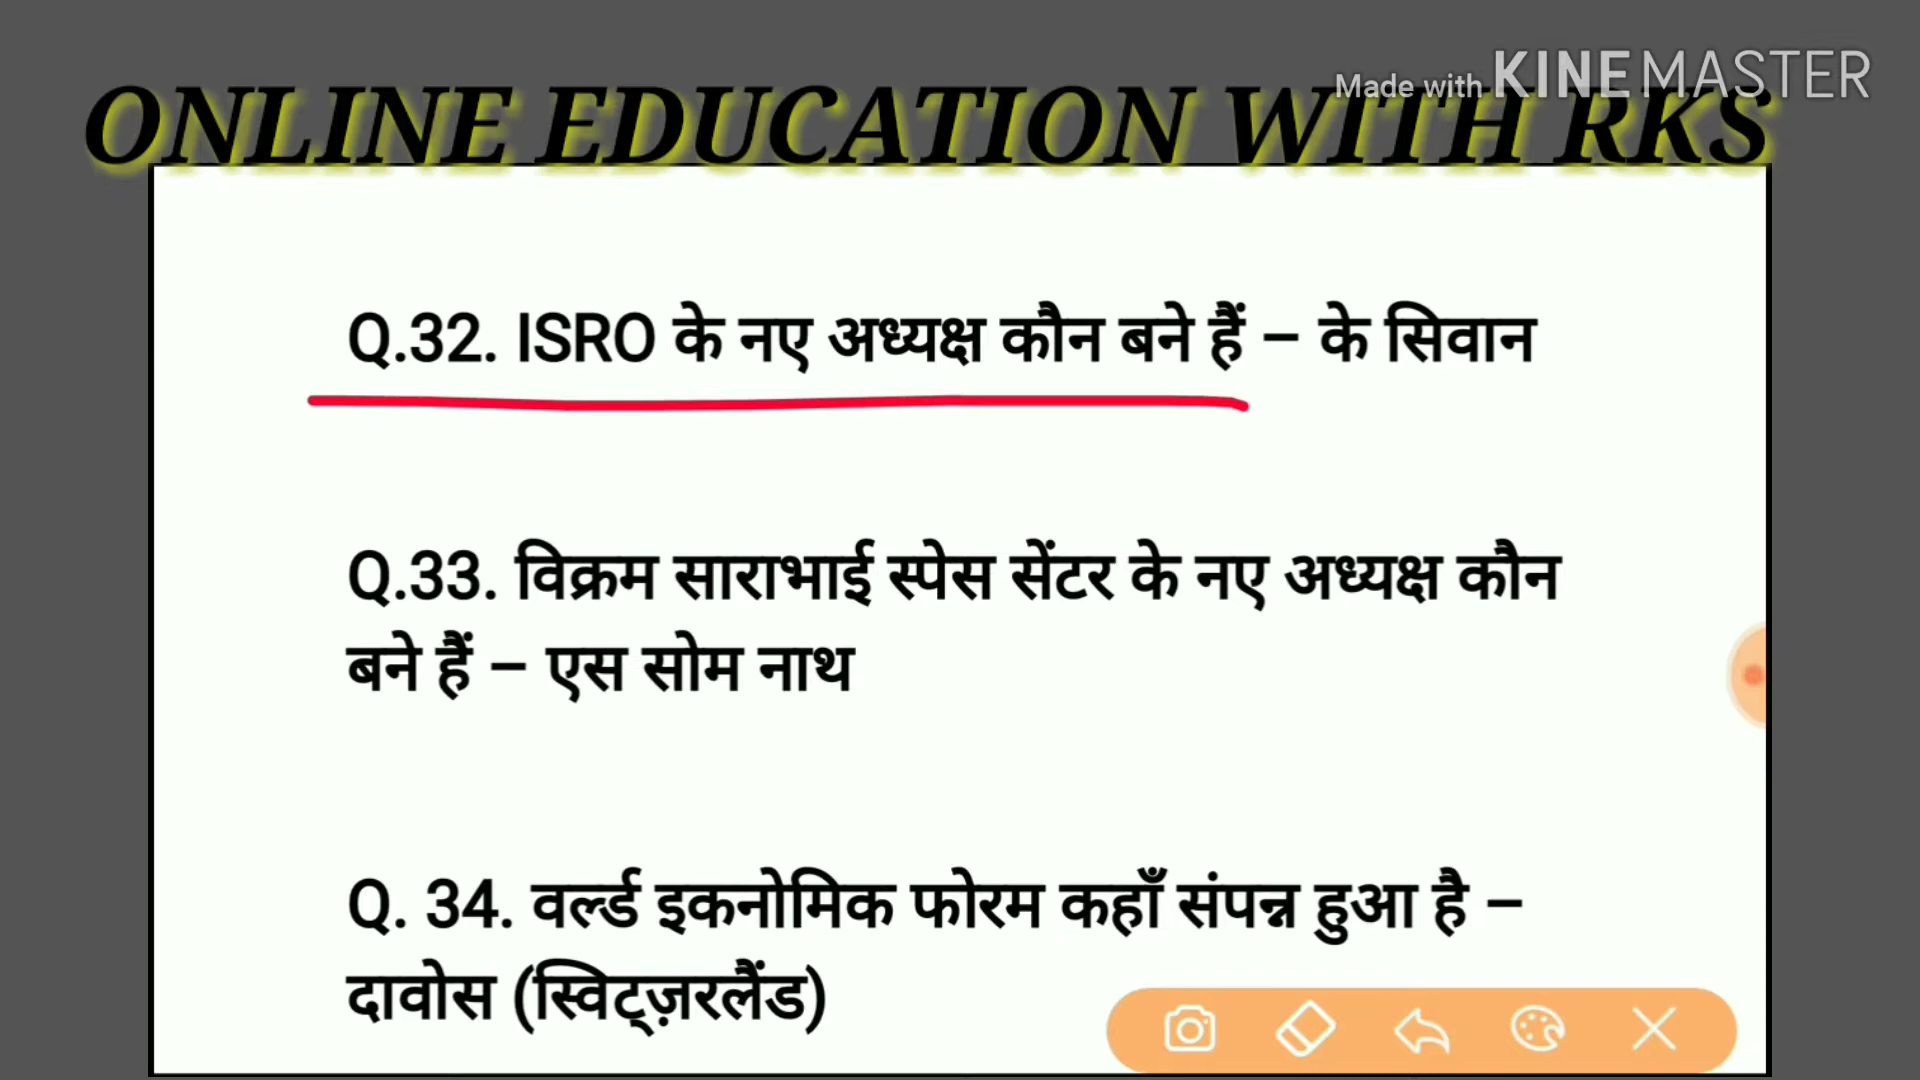 Made with KINEMASTER
ONLINE EDUCATION WITH RKS
Q.32. ISRO के नए अध्यक्ष कौन बने हैं – के सिवान
Q.33. विक्रम साराभाई स्पेस सेंटर के नए अध्यक्ष कौन
बने हैं – एस सोम नाथ
Q. 34. वर्ल्ड इकनोमिक फोरम कहाँ संपन्न हुआ है –
दावोस (स्विट्ज़रलैंड)